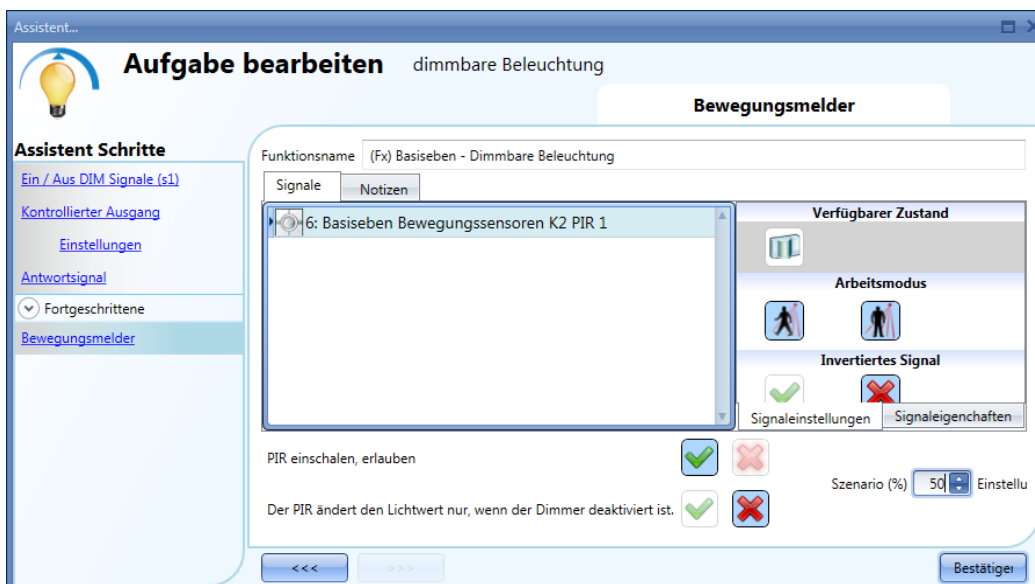 Assistent...
Aufgabe bearbeiten dimmbare Beleuchtung
Bewegungsmelder
Assistent Schritte
Ein / Aus DIM Signale (s1)
Kontrollierter Ausgang
Einstellungen
Antwortsignal
Fortgeschrittene
Bewegungsmelder
Funktionsname (Fx) Basiseben - Dimmbare Beleuchtung
Signale Notizen
6: Basiseben Bewegungssensoren K2 PIR 1
Verfügbarer Zustand
Arbeitsmodus
Invertiertes Signal
Signaleinstellungen Signaleigenschaften
PIR einschalen, erlauben
Szenario (%) 50 Einstellu
Der PIR ändert den Lichtwert nur, wenn der Dimmer deaktiviert ist.
<<< >>> Bestätiger